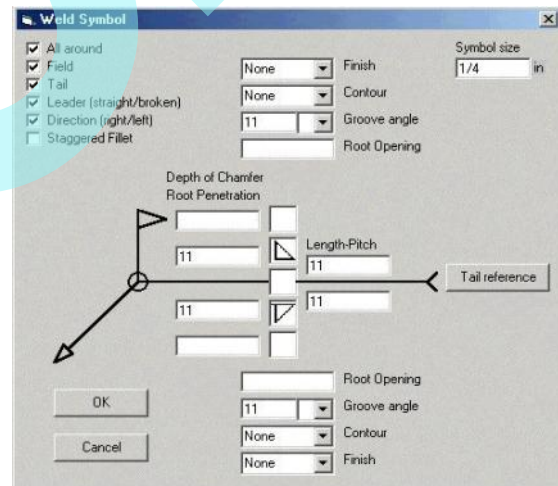 Weld Symbol
All around
Field
Tail
Leader (straight/broken)
Direction (right/left)
Staggered Fillet
None Finish
None Contour
11 Groove angle
Root Opening
Symbol size
1/4 in
Depth of Chamfer
Root Penetration
11
Length-Pitch
11
Tail reference
11
11
Root Opening
11 Groove angle
None Contour
None Finish
OK
Cancel